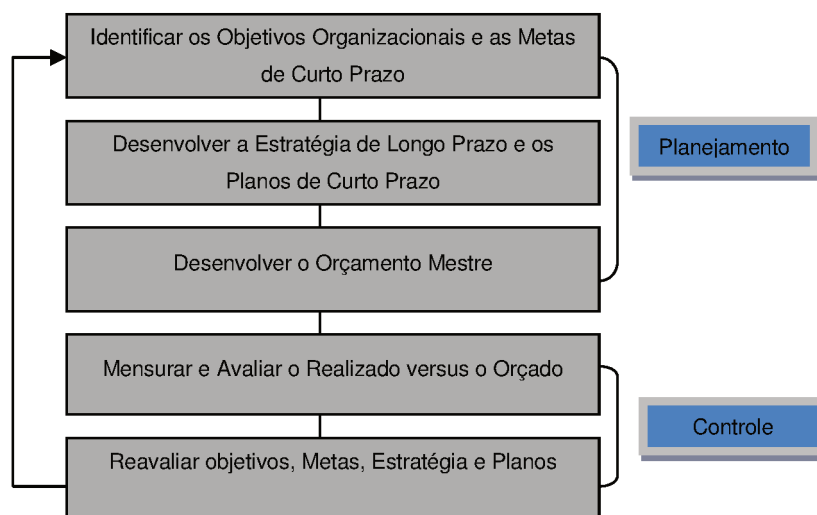 Identificar os Objetivos Organizacionais e as Metas
de Curto Prazo
Desenvolver a Estratégia de Longo Prazo e os
Planos de Curto Prazo
Planejamento
Desenvolver o Orçamento Mestre
Mensurar e Avaliar o Realizado versus o Orçado
Controle
Reavaliar objetivos, Metas, Estratégia e Planos